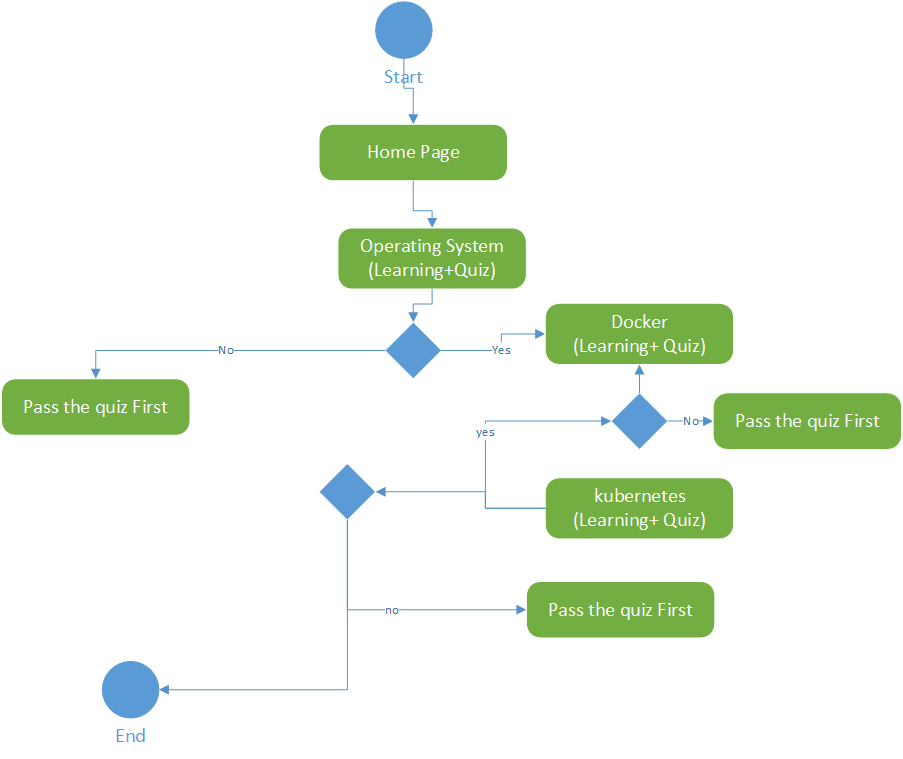 Start
Home Page
Operating System
(Learning+Quiz)
Docker
(Learning+ Quiz)
No
Yes
Pass the quiz First
No
Pass the quiz First
yes
kubernetes
(Learning+ Quiz)
no
Pass the quiz First
End